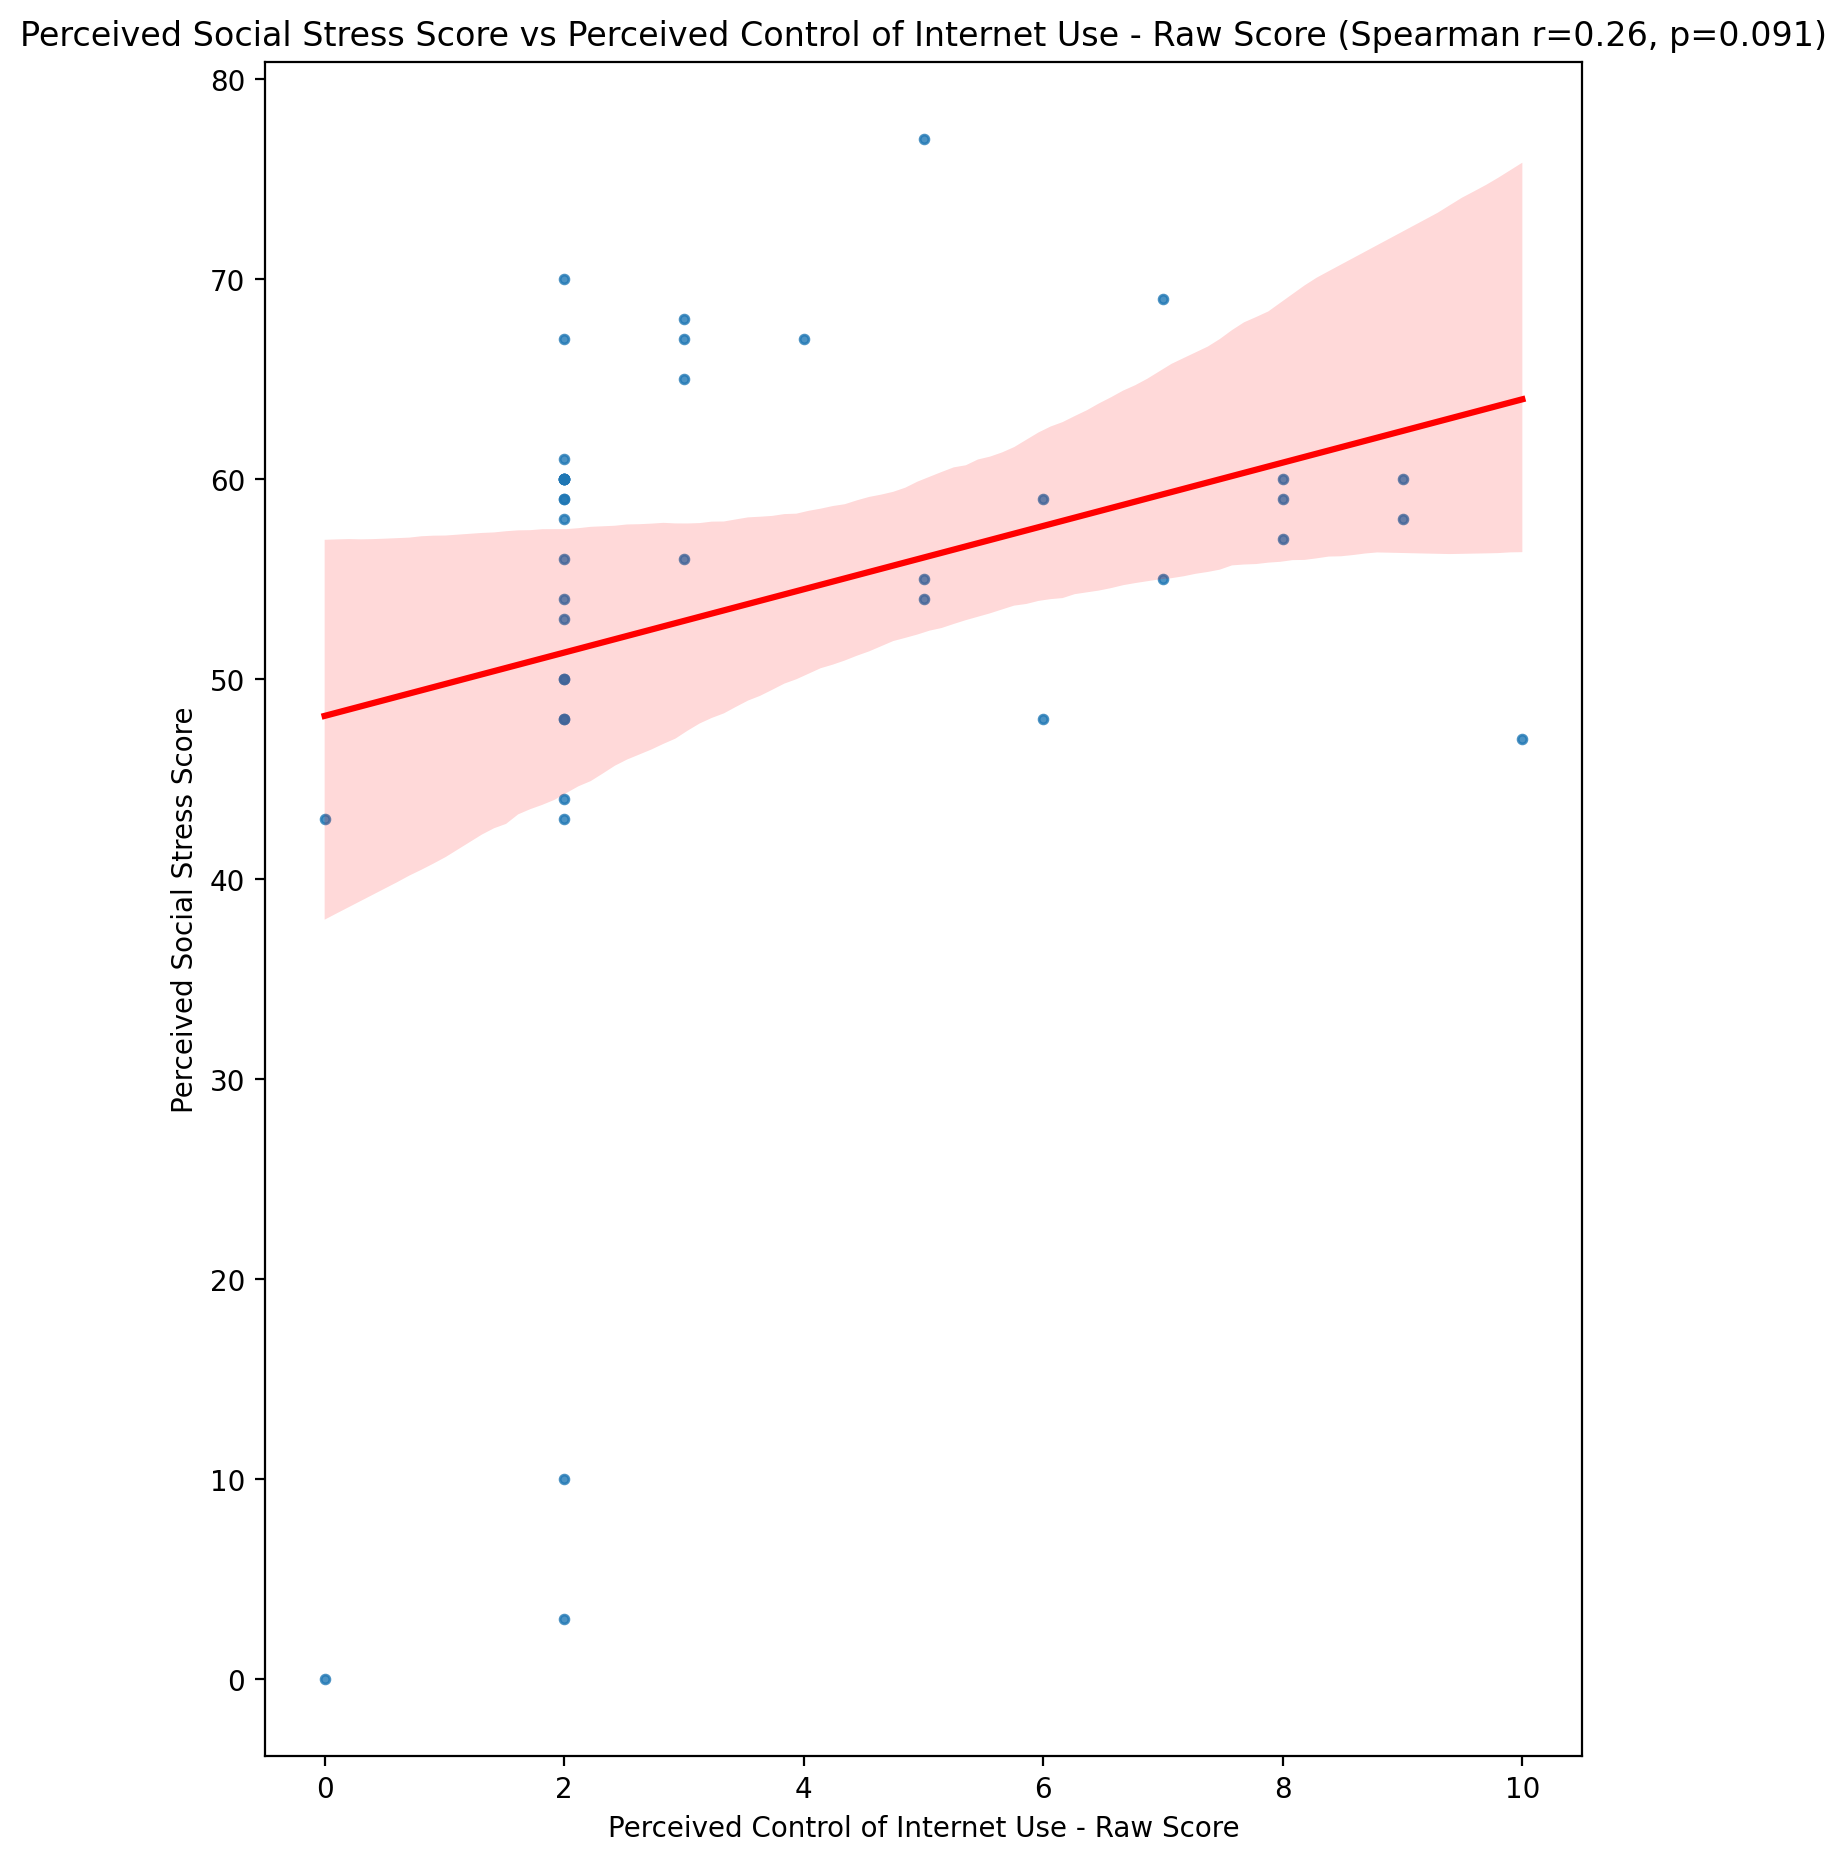 Perceived Social Stress Score vs Perceived Control of Internet Use - Raw Score (Spearman r=0.26, p=0.091)
80
70
60
50
40
30
20
10
0
Perceived Social Stress Score
0 2 4 6 8 10
Perceived Control of Internet Use - Raw Score